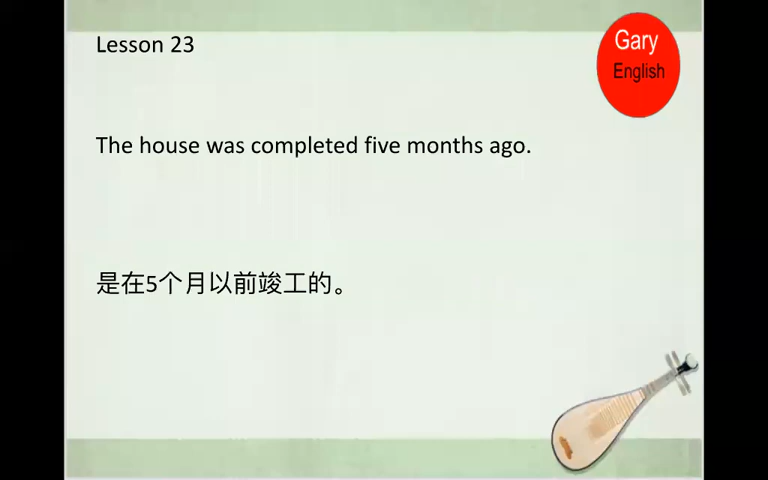 Lesson 23
Gary
English
The house was completed five months ago.
是在5个月以前竣工的。